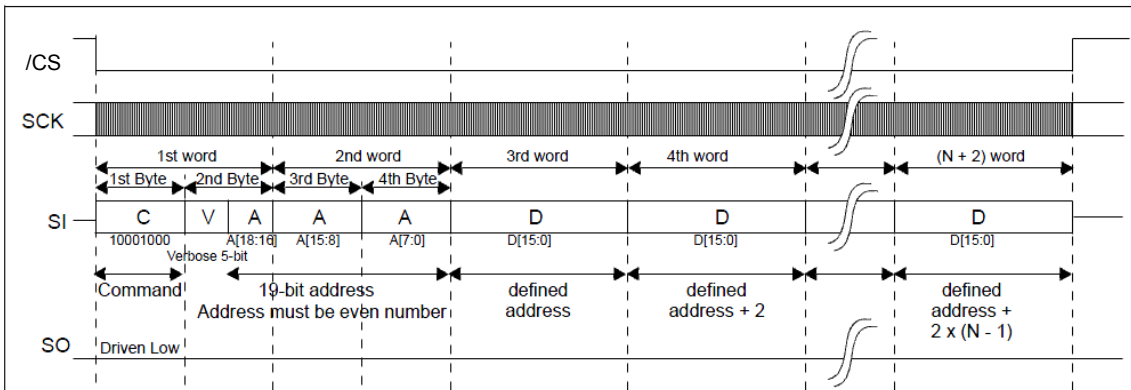 /CS
SCK
1st word 2nd word 3rd word 4th word (N + 2) word
1st Byte 2nd Byte 3rd Byte 4th Byte
SI C V A A A D D D
10001000 A[18:16] A[15:8] A[7:0] D[15:0] D[15:0] D[15:0]
Verbose 5-bit
Command 19-bit address defined defined defined
Address must be even number address address + 2 address +
2 x (N - 1)
SO Driven Low